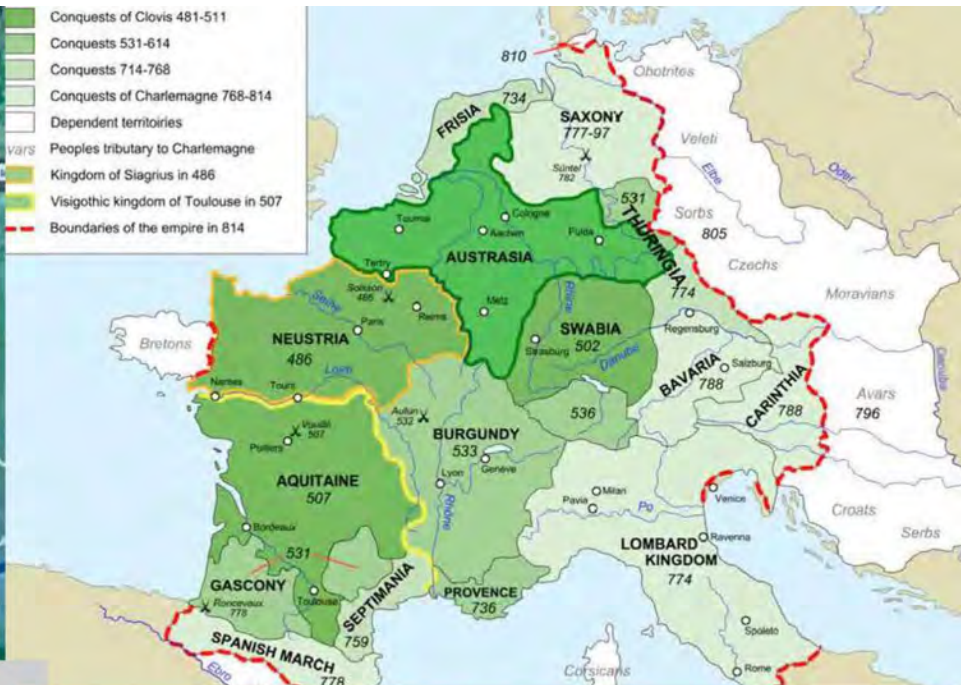 Conquests of Clovis 481-511
Conquests 531-614
Conquests 714-768
Conquests of Charlemagne 768-814
Dependent territoiries
vars Peoples tributary to Charlemagne
Kingdom of Siagrius in 486
Visigothic kingdom of Toulouse in 507
Boundaries of the empire in 814
810
Obotrites
734
FRISIA
SAXONY
777-97
Veleti
Elbe
Oder
Süntel
782
531
Sorbs
805
THURINGIA
Tournai
Cologne
Aachen
Fulda
AUSTRASIA
Czechs
Tertry
774
Moravians
Soisson
486
Seine
Reims
Metz
Rhine
Paris
NEUSTRIA
486
SWABIA
502
Strasburg
Regensburg
Danube
Bretons
Loire
Salzburg
BAVARIA
788
CARINTHIA
788
Danube
Avars
796
Nantes
Tours
Autun
532
536
Vouillé
507
Poitiers
BURGUNDY
533
Genève
Lyon
AQUITAINE
507
Rhône
Milan
Pavia
Po
Venice
Croats
Serbs
Bordeaux
Ravenna
531
LOMBARD
KINGDOM
774
GASCONY
Toulouse
SEPTIMANIA
759
PROVENCE
736
Roncevaux
778
Spoleto
SPANISH MARCH
778
Ebro
Corsicans
Rome